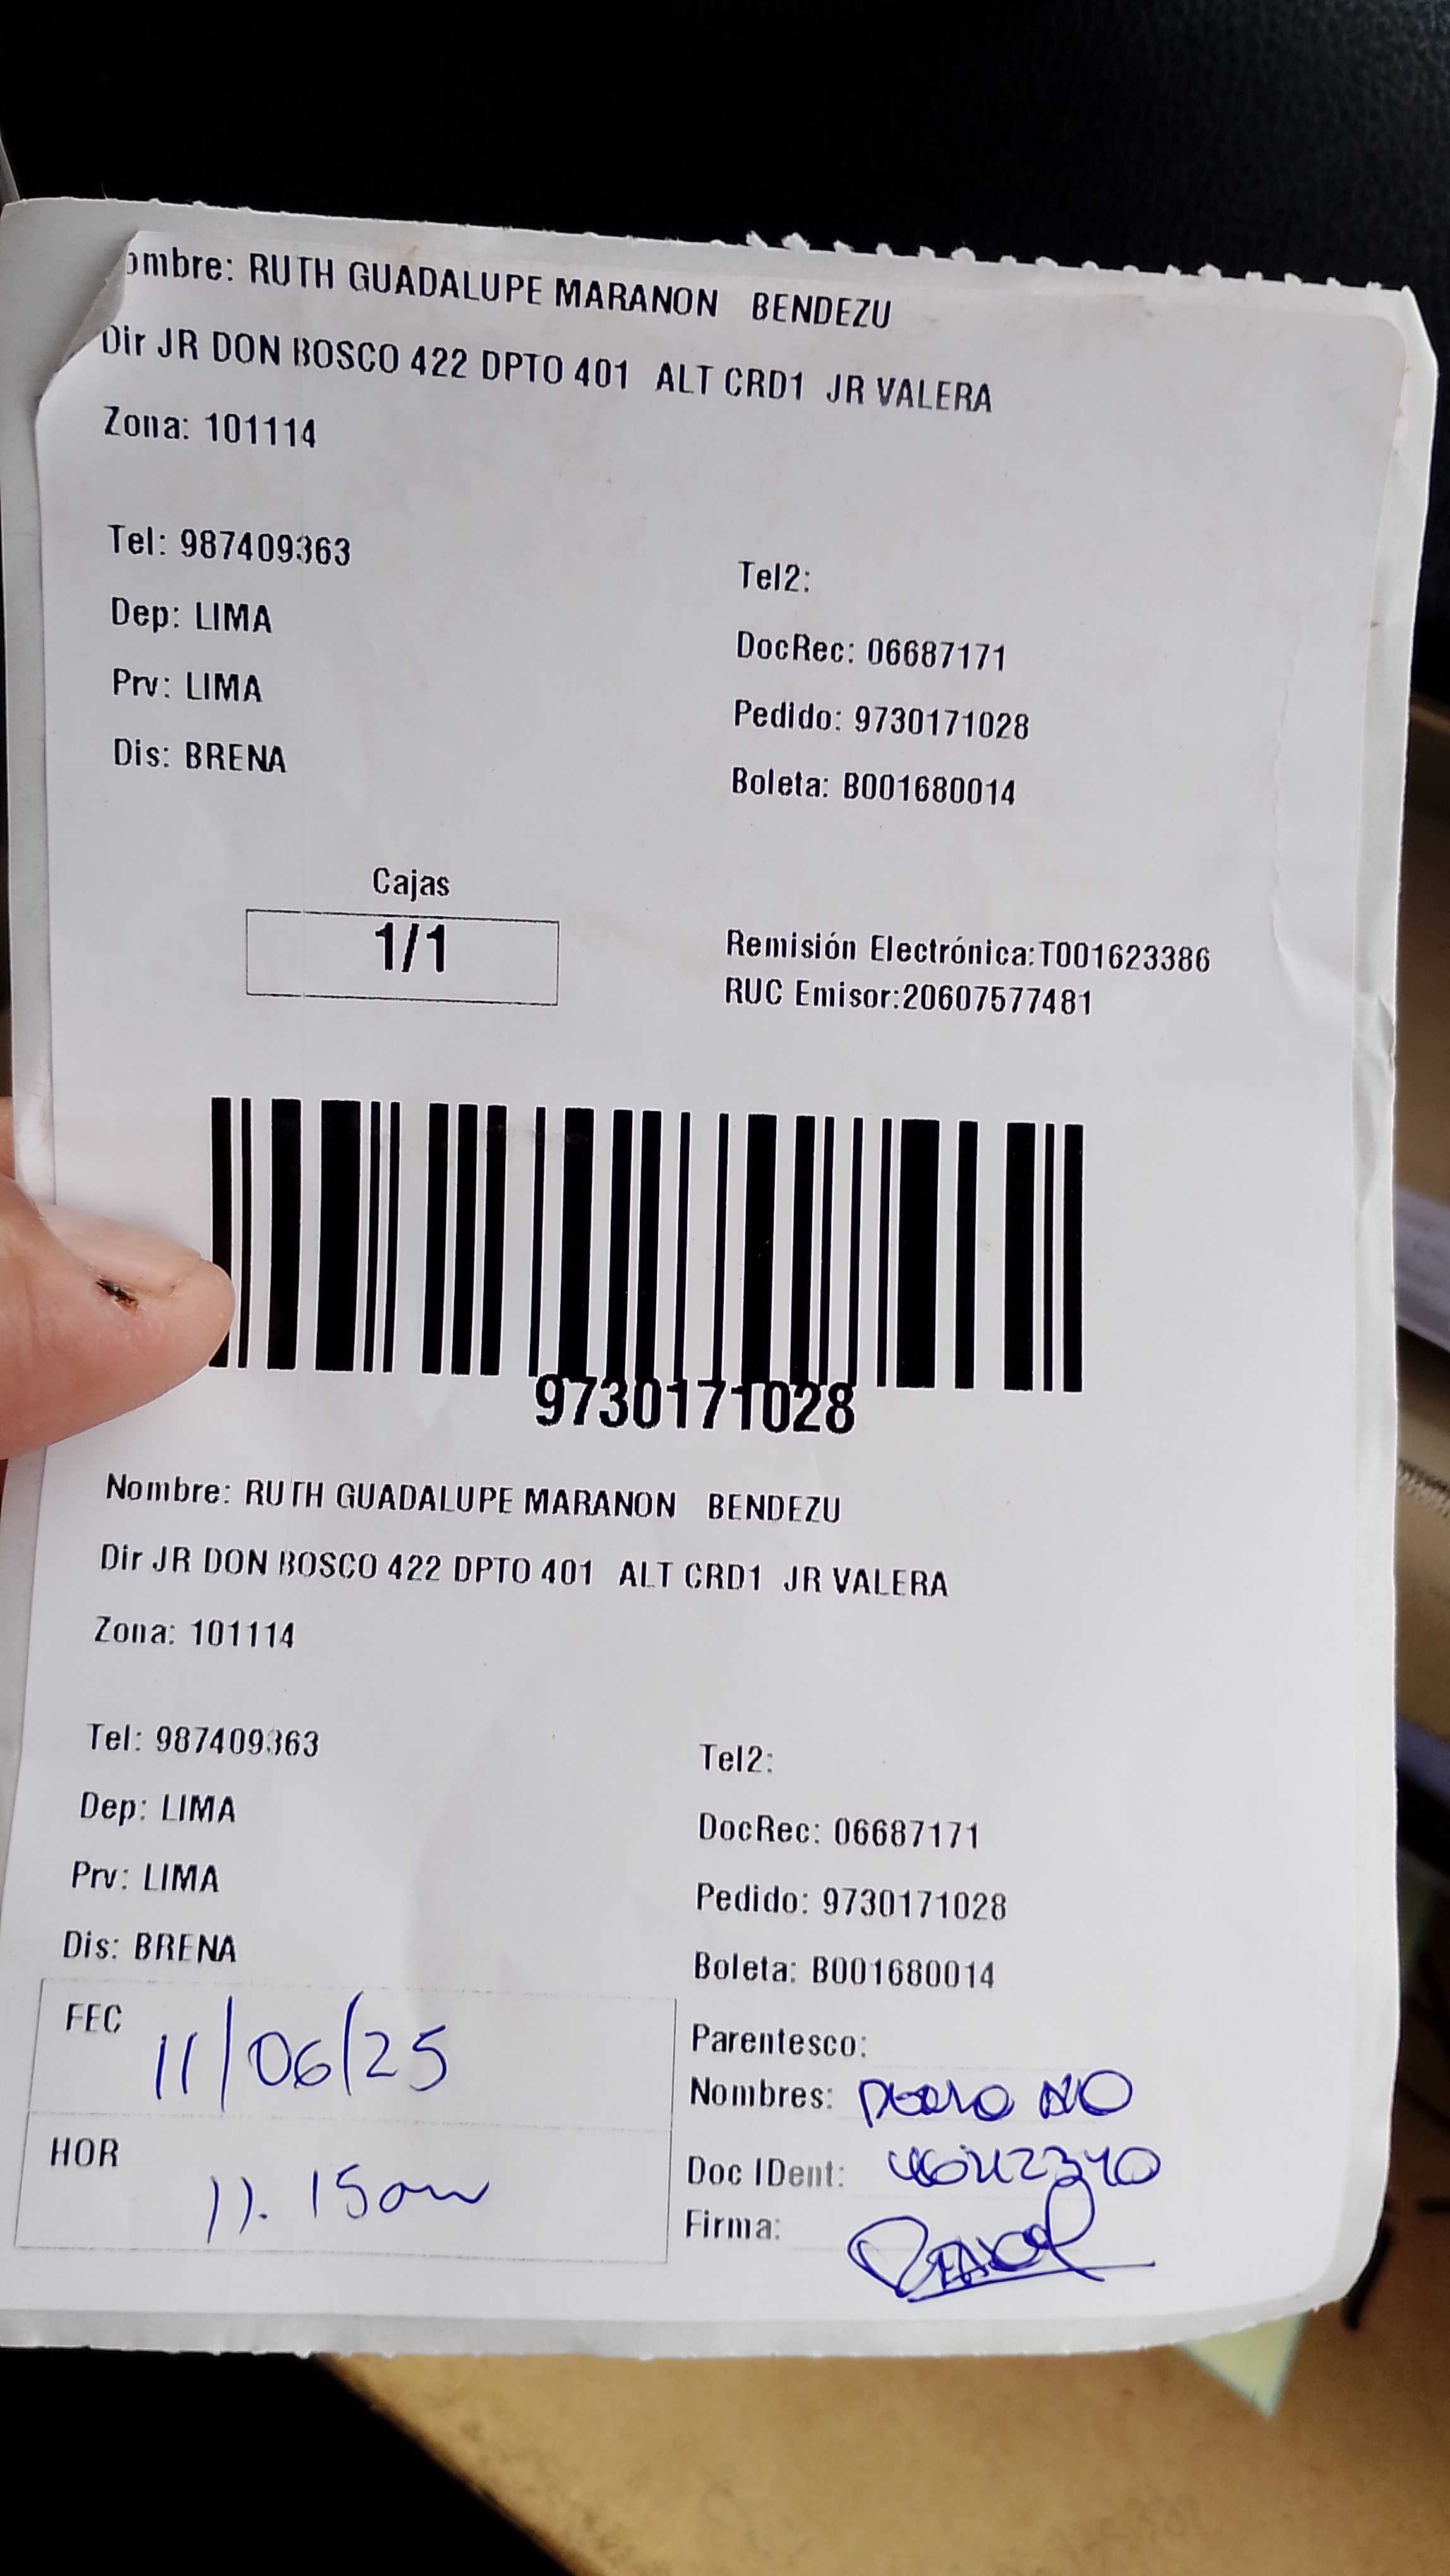 ombre: RUTH GUADALUPE MARANON BENDEZU
Dir JR DON BOSCO 422 DPTO 401 ALT CRD1 JR VALERA
Zona: 101114
Tel: 987409363
Tel2:
Dep: LIMA
DocRec: 06687171
Prv: LIMA
Pedido: 9730171028
Dis: BRENA
Boleta: B001680014
Cajas
1/1
Remisión Electrónica:T001623386
RUC Emisor:20607577481
9730171028
Nombre: RUTH GUADALUPE MARANON BENDEZU
Dir JR DON BOSCO 422 DPTO 401 ALT CRD1 JR VALERA
Zona: 101114
Tel: 987409363
Tel2:
Dep: LIMA
DocRec: 06687171
Prv: LIMA
Pedido: 9730171028
Dis: BRENA
Boleta: B001680014
FEC 11/06/25
Parentesco:
Nombres:
HOR 11.15am
Doc IDent:
Firma: